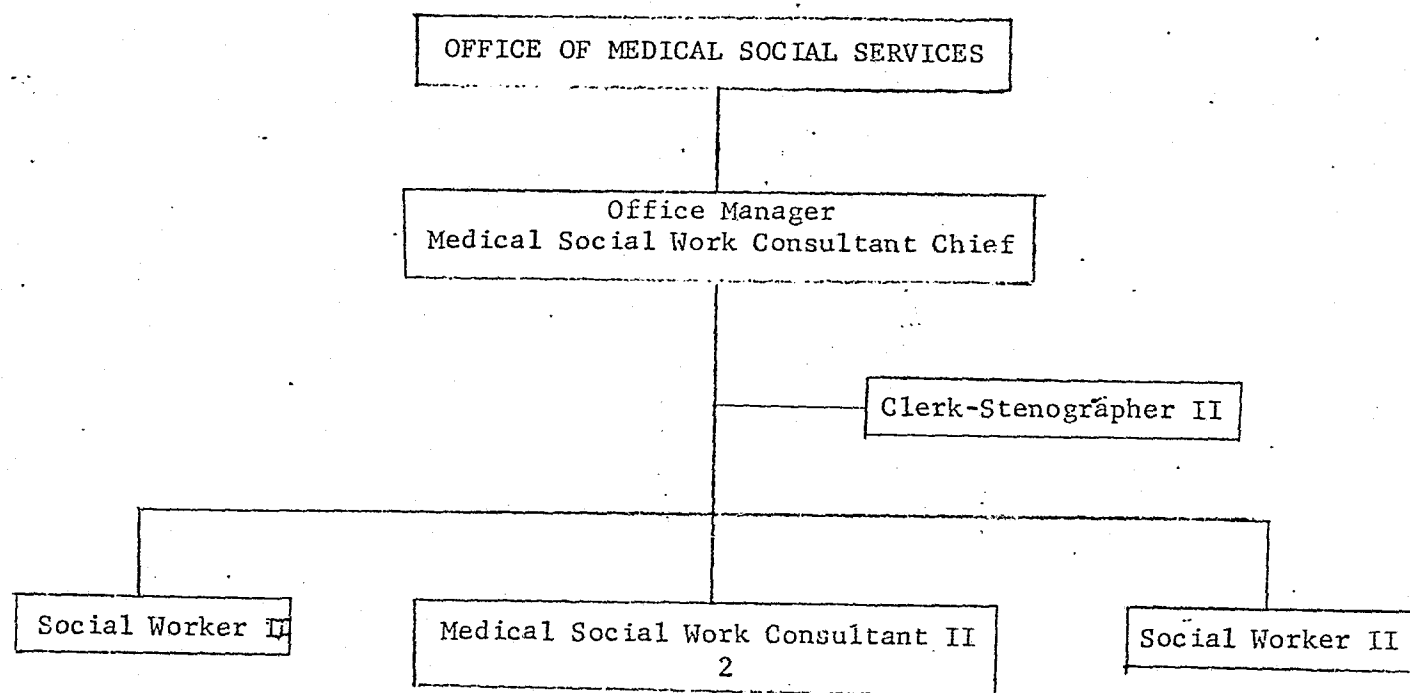 OFFICE OF MEDICAL SOCIAL SERVICES
Office Manager
Medical Social Work Consultant Chief
Clerk-Stenographer II
Social Worker II
Medical Social Work Consultant II
2
Social Worker II